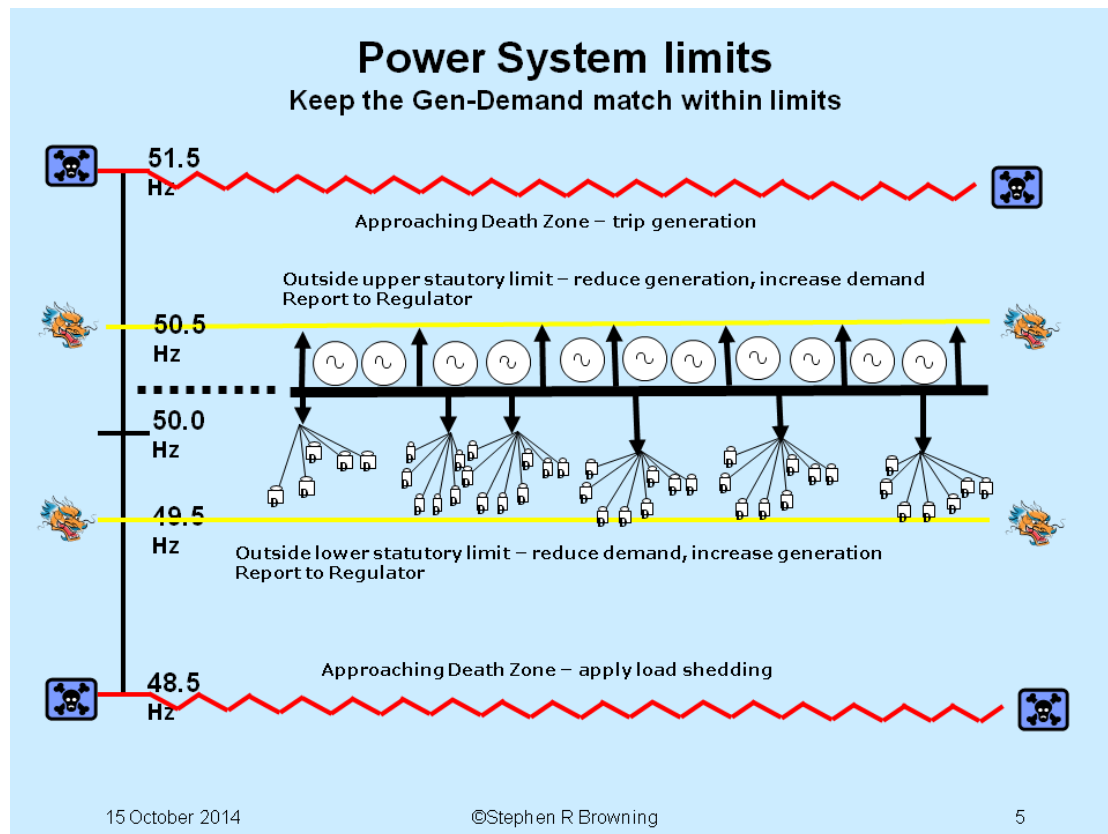 Power System limits
Keep the Gen-Demand match within limits
51.5
Hz
Approaching Death Zone – trip generation
Outside upper stautory limit – reduce generation, increase demand
Report to Regulator
50.5
Hz
50.0
Hz
D D D D D D D D D D D D D D D D D D D D D D D D D D D D D D D D D D D D D D D D
49.5
Hz
Outside lower statutory limit – reduce demand, increase generation
Report to Regulator
Approaching Death Zone – apply load shedding
48.5
Hz
15 October 2014
©Stephen R Browning
5